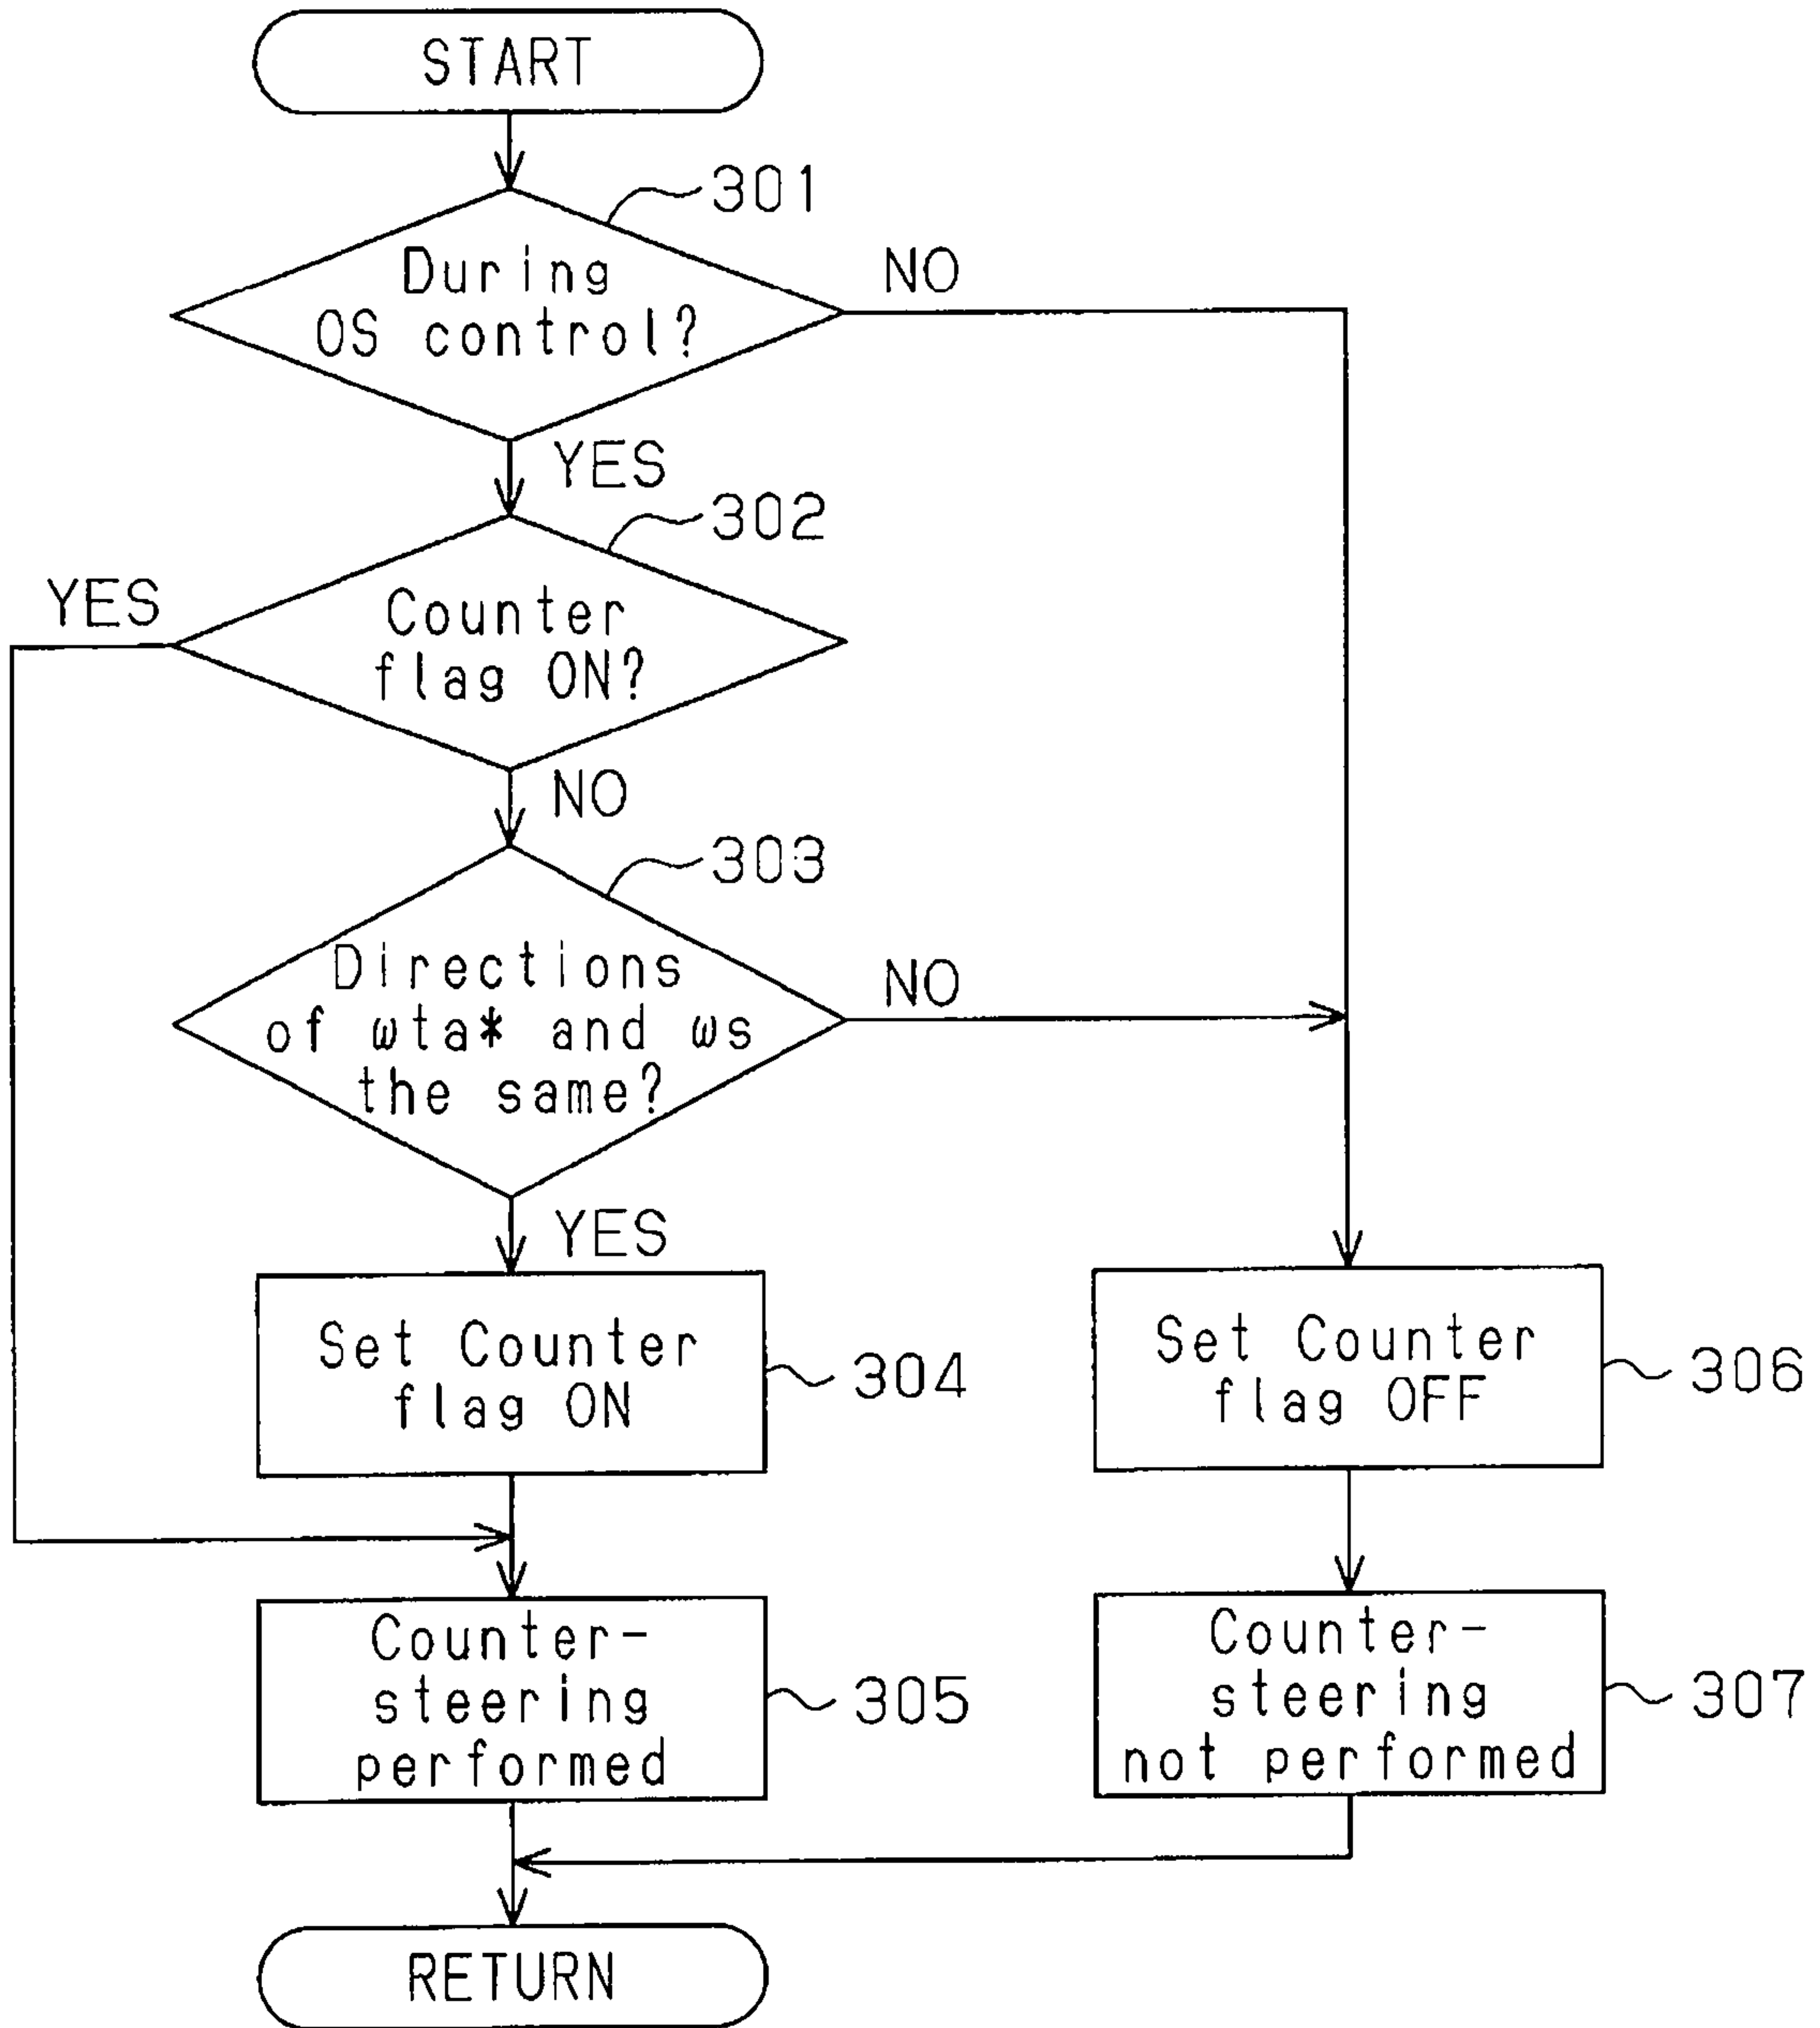 START
301
During
OS control?
NO
YES
302
YES
Counter
flag ON?
NO
303
Directions
of ωta* and ωs
the same?
NO
YES
Set Counter
flag ON
304
Set Counter
flag OFF
306
Counter-
steering
performed
305
Counter-
steering
not performed
307
RETURN